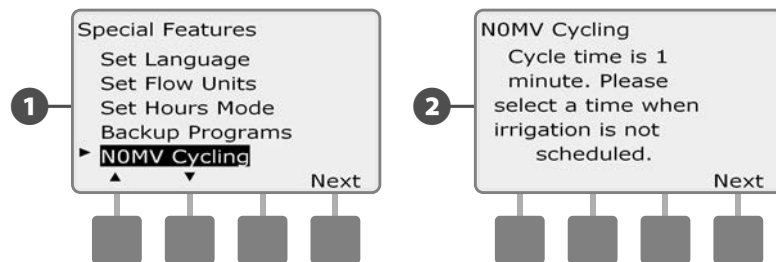 1
Special Features
Set Language
Set Flow Units
Set Hours Mode
Backup Programs
► N0MV Cycling
▲ ▼ Next
2
N0MV Cycling
Cycle time is 1
minute. Please
select a time when
irrigation is not
scheduled.
Next